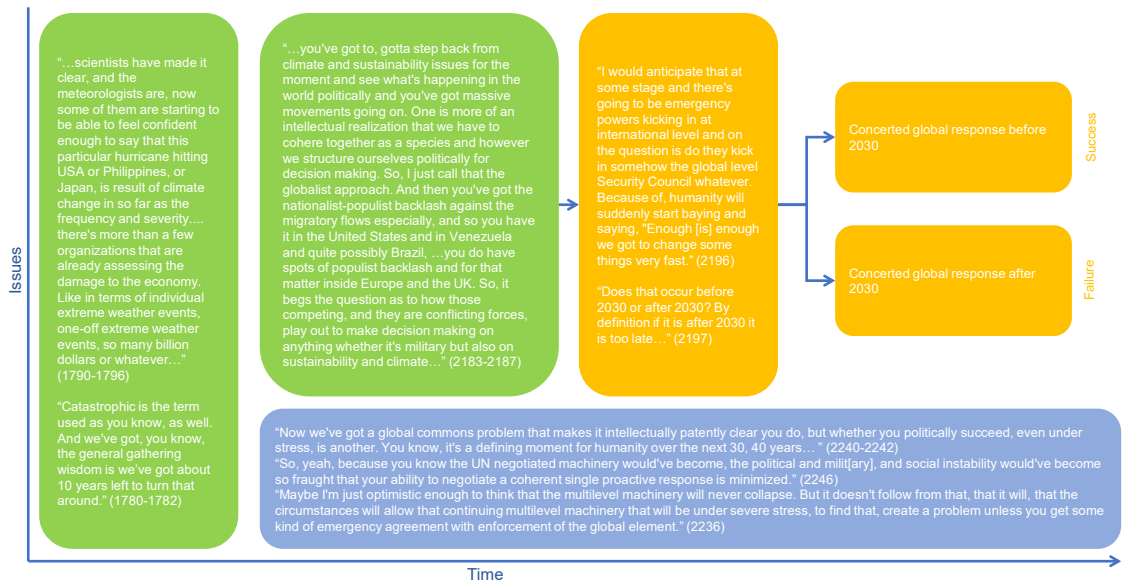 “…scientists have made it
clear, and the
meteorologists are, now
some of them are starting to
be able to feel confident
enough to say that this
particular hurricane hitting
USA or Philippines, or
Japan, is result of climate
change in so far as the
frequency and severity....
there's more than a few
organizations that are
already assessing the
damage to the economy.
Like in terms of individual
extreme weather events,
one-off extreme weather
events, so many billion
dollars or whatever…”
(1790-1796)
“Catastrophic is the term
used as you know, as well.
And we've got, you know,
the general gathering
wisdom is we’ve got about
10 years left to turn that
around.” (1780-1782)
“…you've got to, gotta step back from
climate and sustainability issues for the
moment and see what's happening in the
world politically and you've got massive
movements going on. One is more of an
intellectual realization that we have to
cohere together as a species and however
we structure ourselves politically for
decision making. So, I just call that the
globalist approach. And then you've got the
nationalist-populist backlash against the
migratory flows especially, and so you have
it in the United States and in Venezuela
and quite possibly Brazil, …you do have
spots of populist backlash and for that
matter inside Europe and the UK. So, it
begs the question as to how those
competing, and they are conflicting forces,
play out to make decision making on
anything whether it's military but also on
sustainability and climate…” (2183-2187)
“I would anticipate that at
some stage and there's
going to be emergency
powers kicking in at
international level and on
the question is do they kick
in somehow the global level
Security Council whatever.
Because of, humanity will
suddenly start baying and
saying, "Enough [is] enough
we got to change some
things very fast.” (2196)
“Does that occur before
2030 or after 2030? By
definition if it is after 2030 it
is too late…” (2197)
Concerted global response before
2030
Success
Concerted global response after
2030
Failure
“Now we've got a global commons problem that makes it intellectually patently clear you do, but whether you politically succeed, even under
stress, is another. You know, it's a defining moment for humanity over the next 30, 40 years… ” (2240-2242)
“So, yeah, because you know the UN negotiated machinery would've become, the political and milit[ary], and social instability would've become
so fraught that your ability to negotiate a coherent single proactive response is minimized.” (2246)
“Maybe I'm just optimistic enough to think that the multilevel machinery will never collapse. But it doesn't follow from that, that it will, that the
circumstances will allow that continuing multilevel machinery that will be under severe stress, to find that, create a problem unless you get some
kind of emergency agreement with enforcement of the global element.” (2236)
Issues
Time